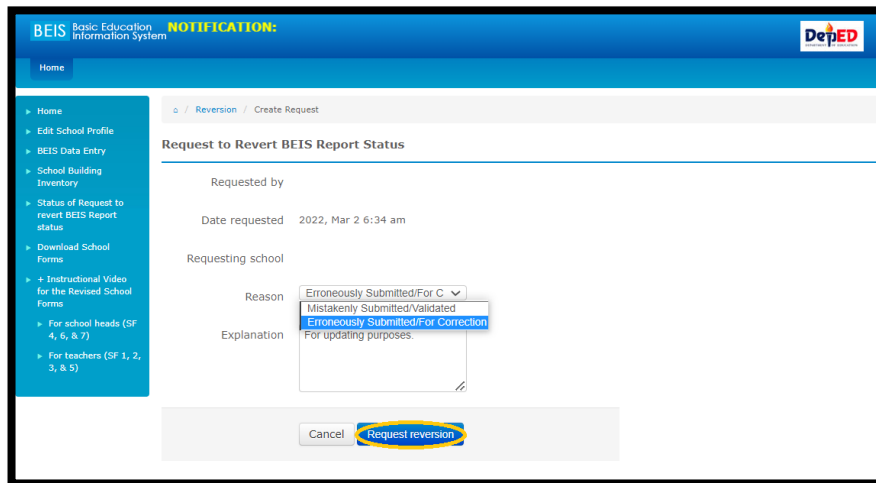 BEIS Basic Education
Information System
NOTIFICATION:
DepED
DEPARTMENT OF EDUCATION
Home
Home
Edit School Profile
BEIS Data Entry
School Building
Inventory
Status of Request to
revert BEIS Report
status
Download School
Forms
+ Instructional Video
for the Revised School
Forms
For school heads (SF
4, 6, & 7)
For teachers (SF 1, 2,
3, & 5)
/ Reversion / Create Request
Request to Revert BEIS Report Status
Requested by
Date requested 2022, Mar 2 6:34 am
Requesting school
Reason Erroneously Submitted/For C
Mistakenly Submitted/Validated
Erroneously Submitted/For Correction
Explanation For updating purposes.
Cancel Request reversion